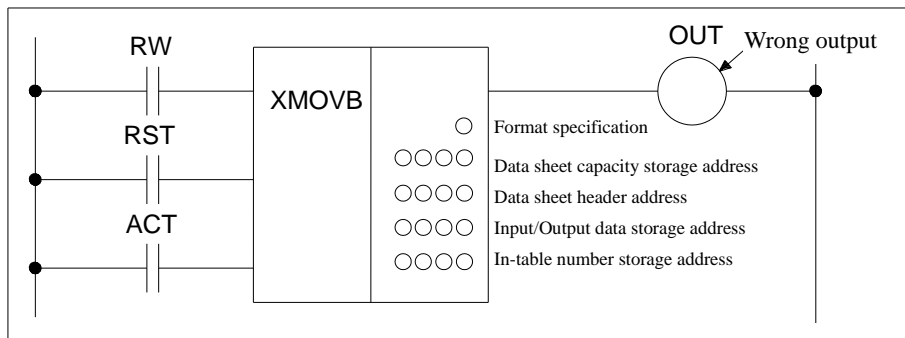 RW
OUT
Wrong output
XMOVB
Format specification
RST
Data sheet capacity storage address
Data sheet header address
ACT
Input/Output data storage address
In-table number storage address